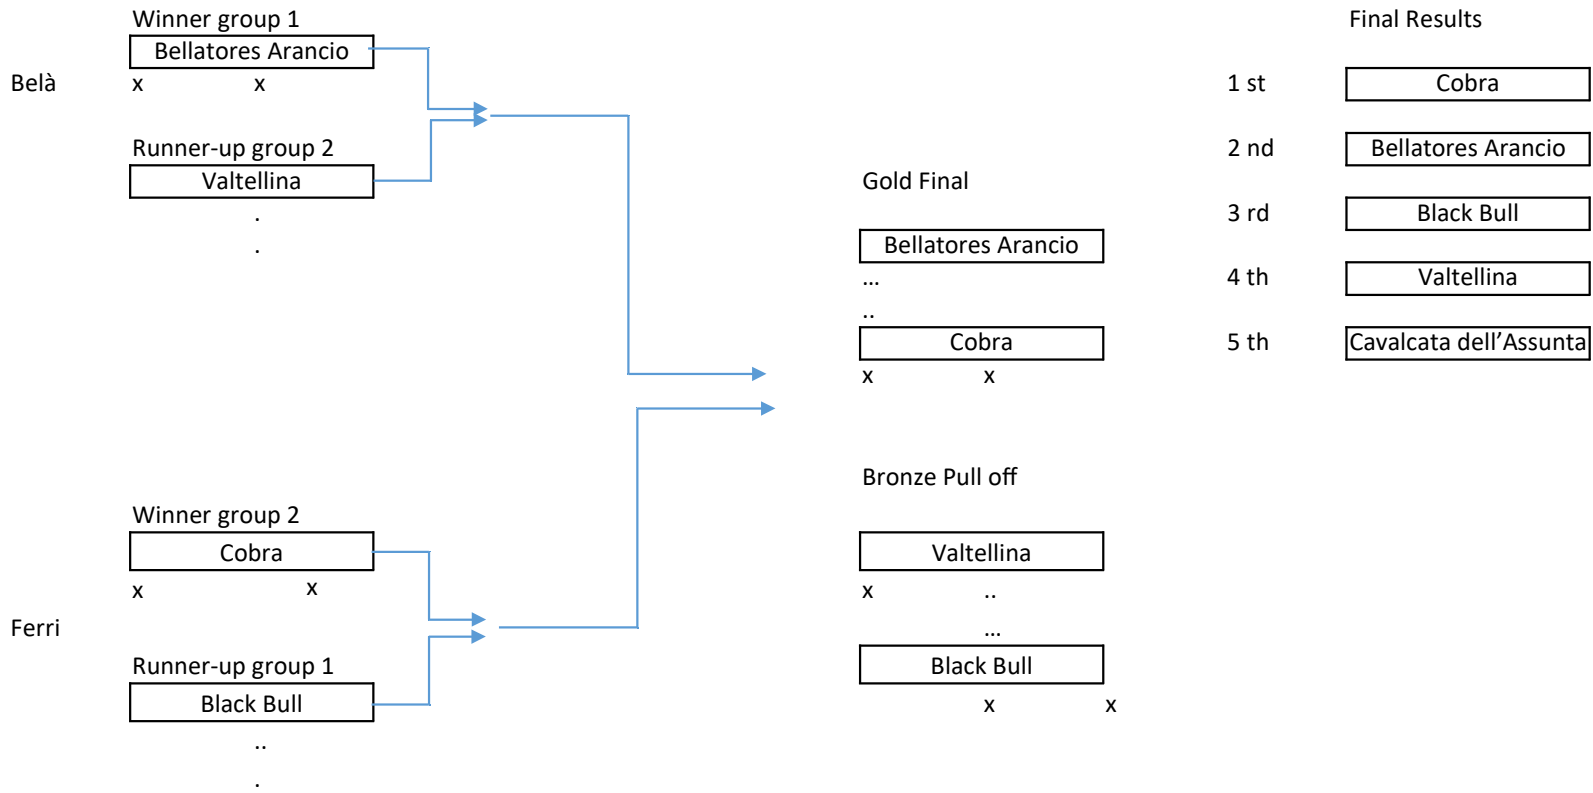 Winner group 1
Bellatores Arancio
Belà
x x
Runner-up group 2
Valtellina
.
.
Winner group 2
Cobra
x x
Ferri
Runner-up group 1
Black Bull
..
.
Gold Final
Bellatores Arancio
...
..
Cobra
x x
Bronze Pull off
Valtellina
x ..
...
Black Bull
x x
Final Results
1 st Cobra
2 nd Bellatores Arancio
3 rd Black Bull
4 th Valtellina
5 th Cavalcata dell’Assunta